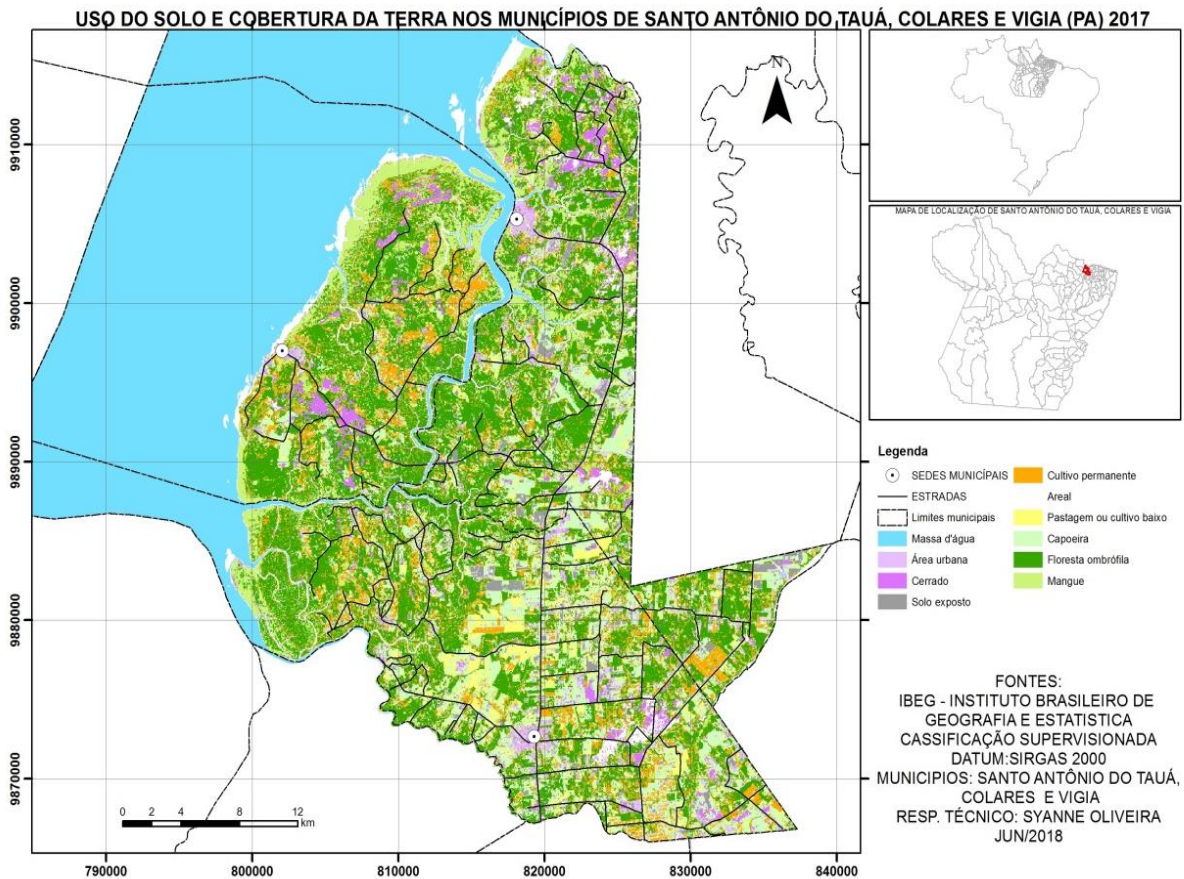 USO DO SOLO E COBERTURA DA TERRA NOS MUNICÍPIOS DE SANTO ANTÔNIO DO TAUÁ, COLARES E VIGIA (PA) 2017
N
9910000
9900000
9890000
9880000
9870000
0 2 4 8 12
km
790000 800000 810000 820000 830000 840000
MAPA DE LOCALIZAÇÃO DE SANTO ANTÔNIO DO TAUÁ, COLARES E VIGIA
Legenda
SEDES MUNICÍPAIS
ESTRADAS
Limites municipais
Massa d'água
Área urbana
Cerrado
Solo exposto
Cultivo permanente
Areal
Pastagem ou cultivo baixo
Capoeira
Floresta ombrófila
Mangue
FONTES:
IBEG - INSTITUTO BRASILEIRO DE
GEOGRAFIA E ESTATISTICA
CASSIFICAÇÃO SUPERVISIONADA
DATUM:SIRGAS 2000
MUNICIPIOS: SANTO ANTÔNIO DO TAUÁ,
COLARES E VIGIA
RESP. TÉCNICO: SYANNE OLIVEIRA
JUN/2018